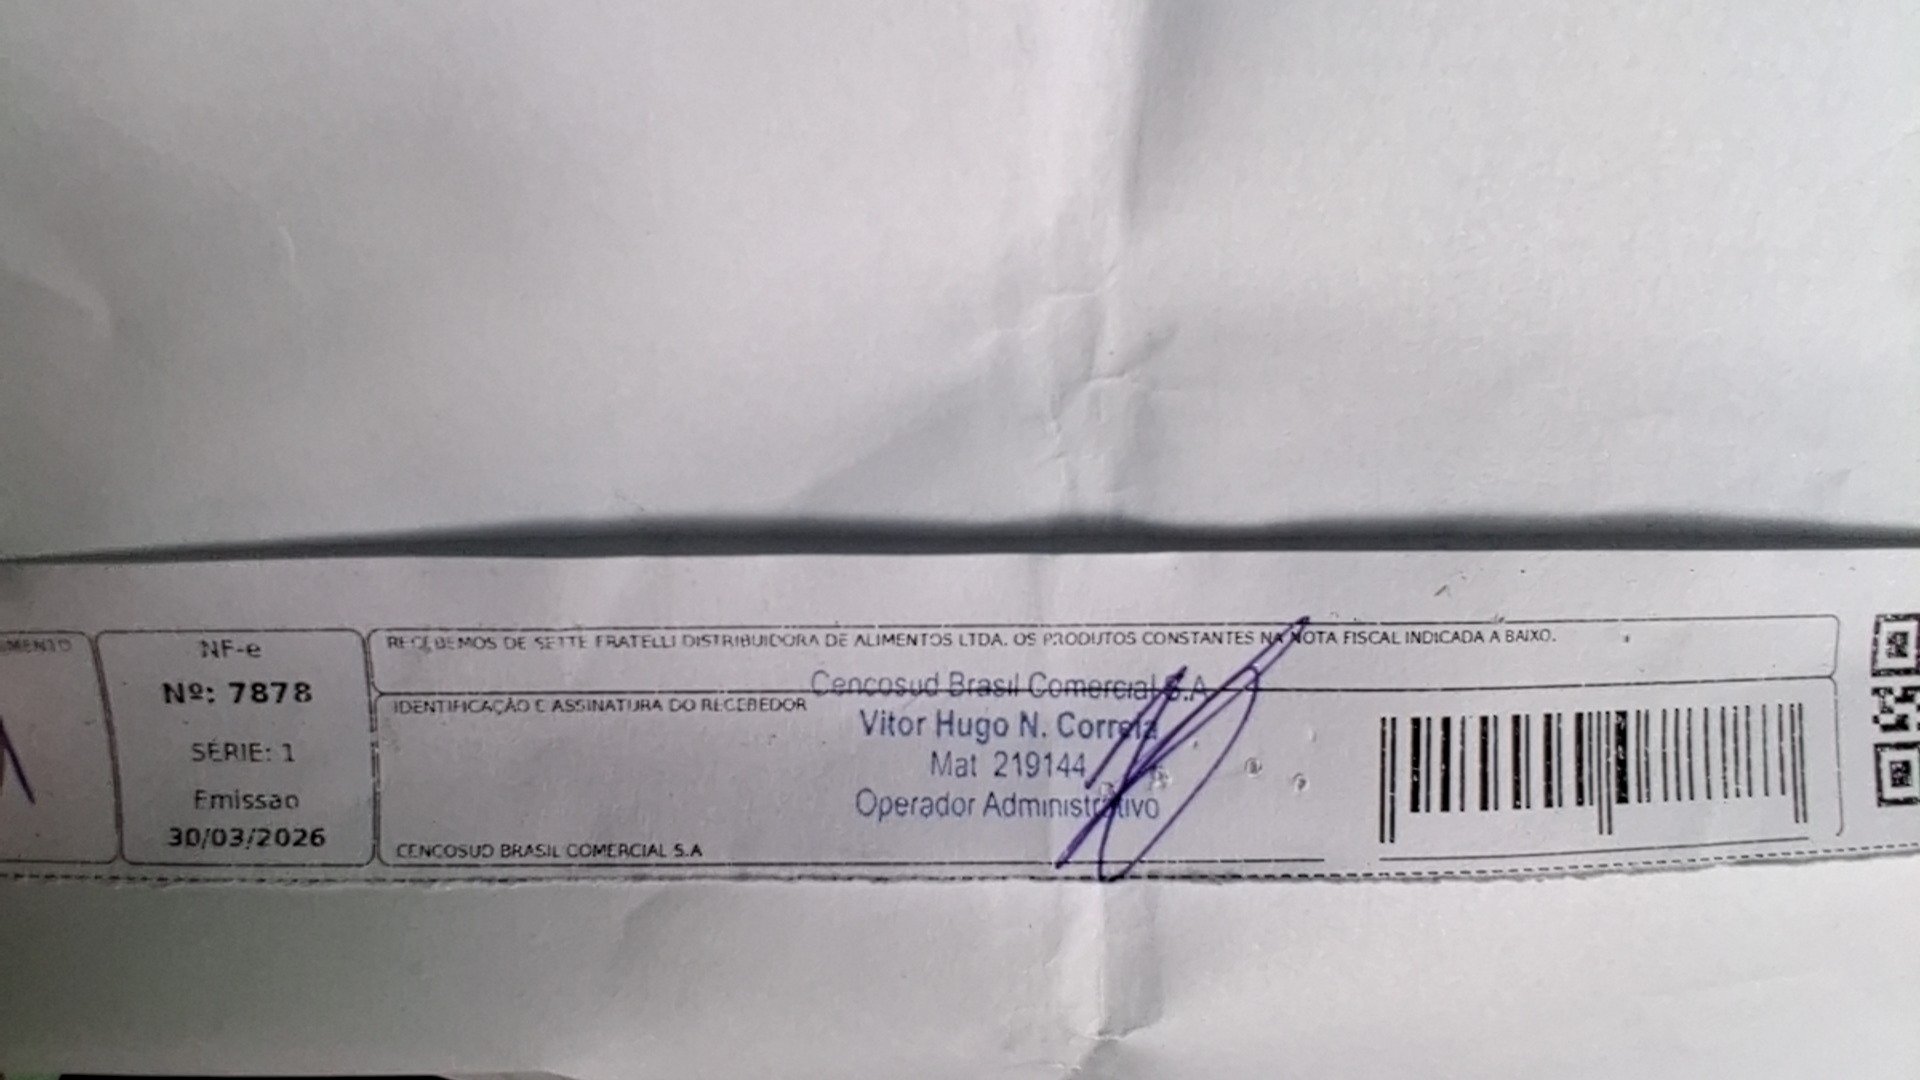 NF-e
Nº: 7878
SÉRIE: 1
Emissao
30/03/2026
RECEBEMOS DE SETTE FRATELLI DISTRIBUIDORA DE ALIMENTOS LTDA. OS PRODUTOS CONSTANTES NA NOTA FISCAL INDICADA A BAIXO.
IDENTIFICAÇÃO E ASSINATURA DO RECEBEDOR
Cencosud Brasil Comercial S.A
Vitor Hugo N. Correia
Mat 219144
Operador Administrativo
CENCOSUD BRASIL COMERCIAL S.A